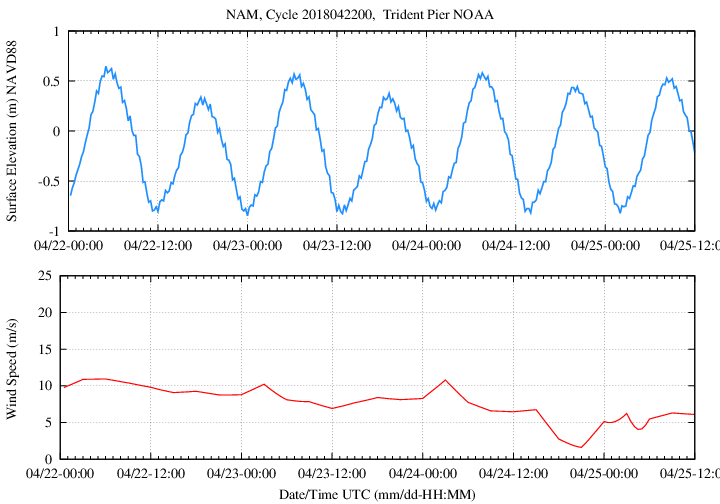 NAM, Cycle 2018042200,  Trident Pier NOAA
Surface Elevation (m) NAVD88
1
0.5
0
-0.5
-1
04/22-00:00 04/22-12:00 04/23-00:00 04/23-12:00 04/24-00:00 04/24-12:00 04/25-00:00 04/25-12:0
Wind Speed (m/s)
25
20
15
10
5
0
04/22-00:00 04/22-12:00 04/23-00:00 04/23-12:00 04/24-00:00 04/24-12:00 04/25-00:00 04/25-12:0
Date/Time UTC (mm/dd-HH:MM)